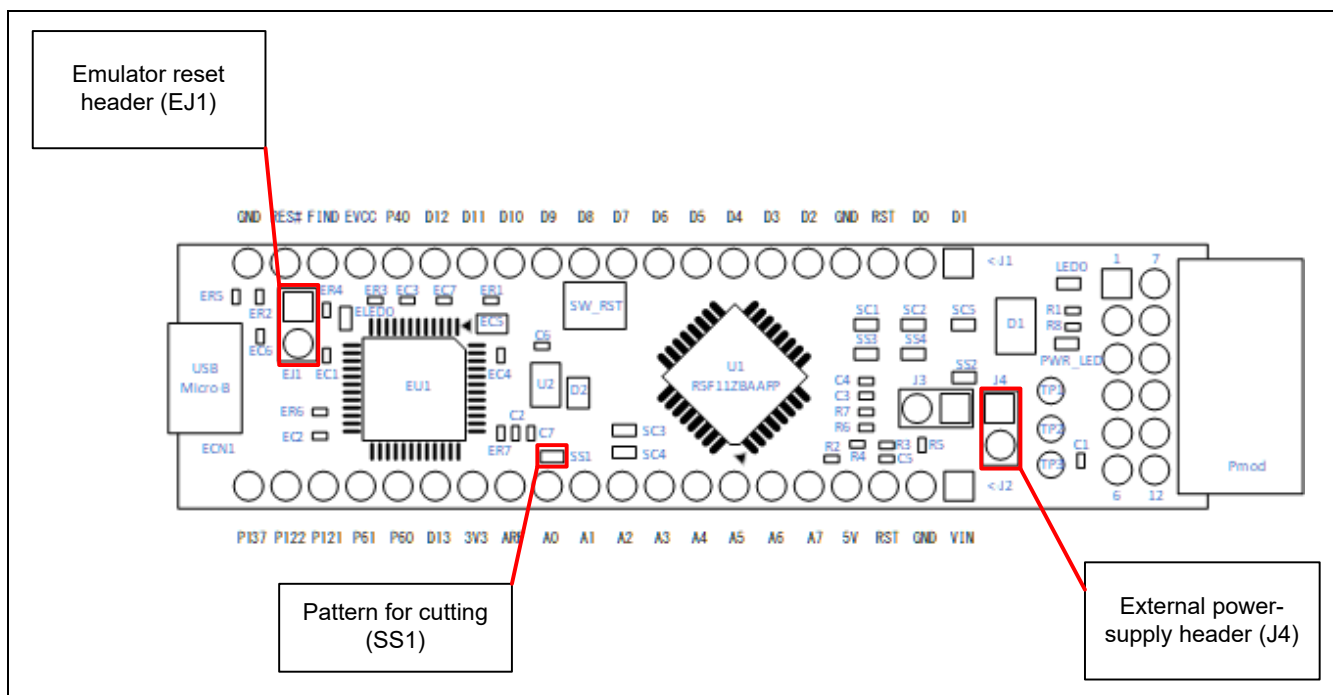 Emulator reset
header (EJ1)
GND RES# FIND EVCC P40 D12 D11 D10 D9 D8 D7 D6 D5 D4 D3 D2 GND RST D0 D1
<-J1
1 7
LED0
ER5 ER2 ER4 ER3 EC3 EC7 ER1
ELED0
EC5
SW_RST
SC1 SC2 SC5
D1
R1
R8
PWR_LED
EC6
EJ1
EC1
USB
Micro B
EU1
EC4
C6
U2
D2
U1
R5F11ZBAAFP
SS3 SS4
SS2
C4
C3
R7
R6
J3
J4
TP1
TP2
TP3
ER6
EC2
ECN1
C2
ER7
C7
SS1
SC3
SC4
R2
R4
R3
C5
R5
C1
Pmod
<-J2
6 12
P137 P122 P121 P61 P60 D13 3V3 A0 A1 A2 A3 A4 A5 A6 A7 5V RST GND VIN
Pattern for cutting
(SS1)
External power-
supply header (J4)